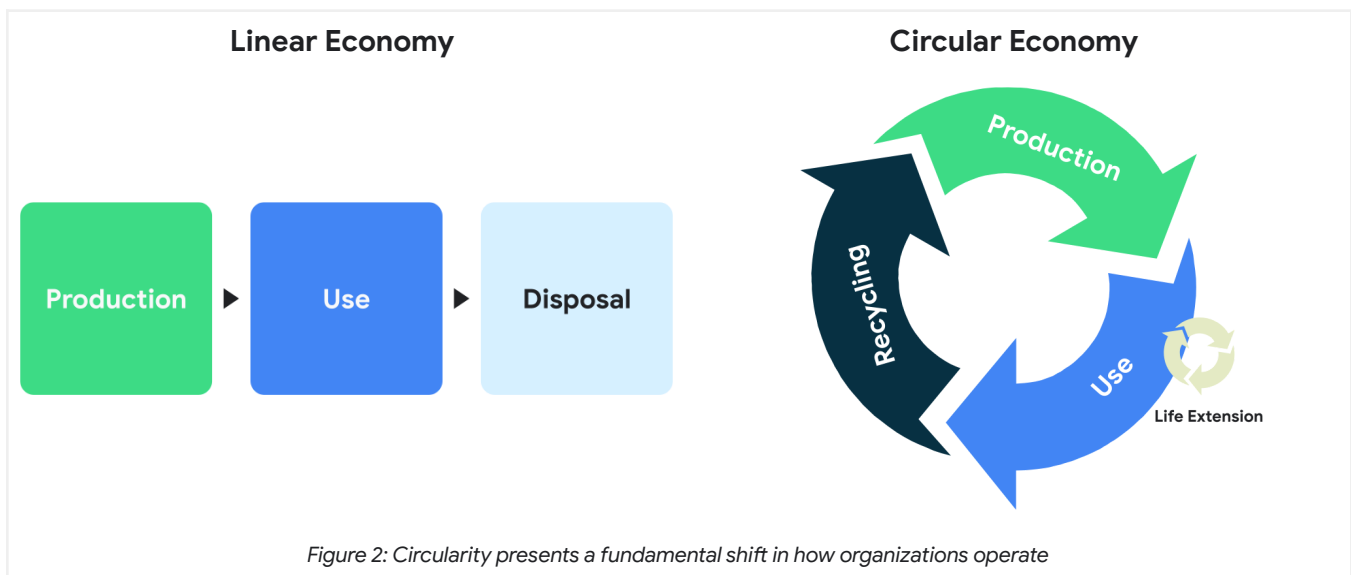 Linear Economy
Production
Use
Disposal
Circular Economy
Production
Use
Life Extension
Recycling
Figure 2: Circularity presents a fundamental shift in how organizations operate